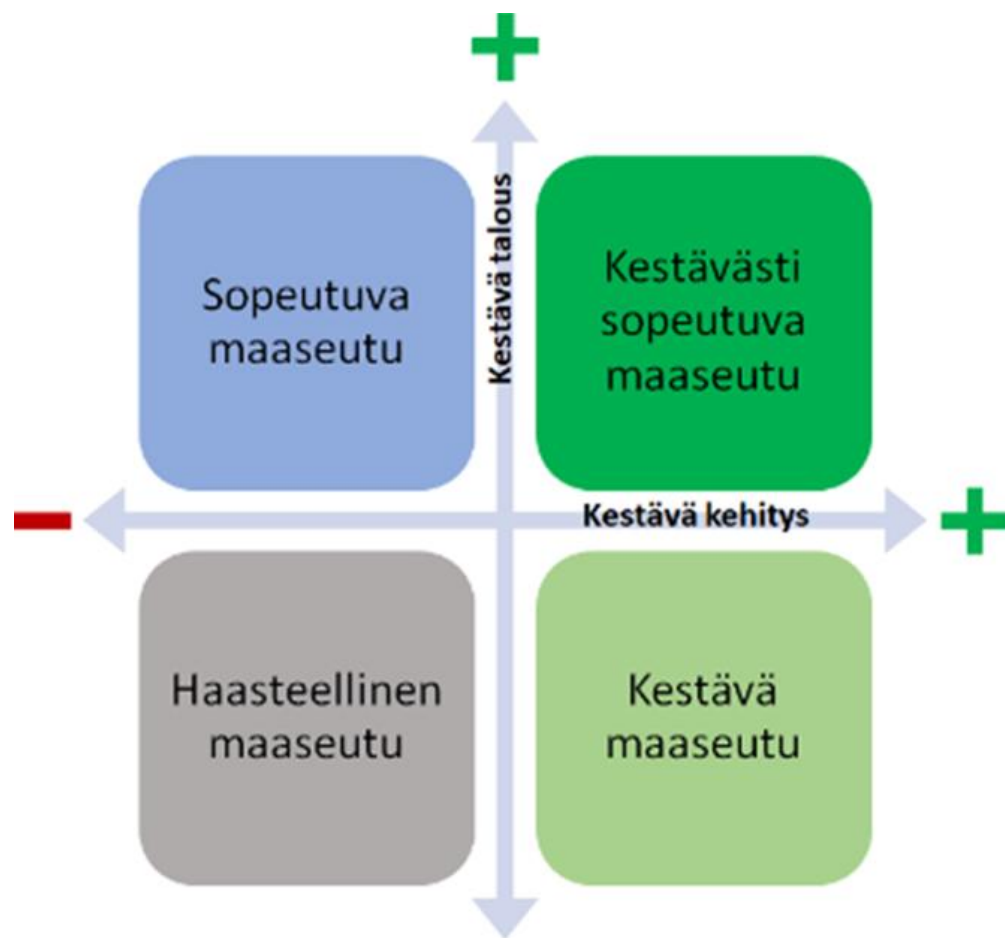 +
Kestävä talous
Sopeutuva
maaseutu
Kestävästi
sopeutuva
maaseutu
−
Kestävä kehitys
+
Haasteellinen
maaseutu
Kestävä
maaseutu